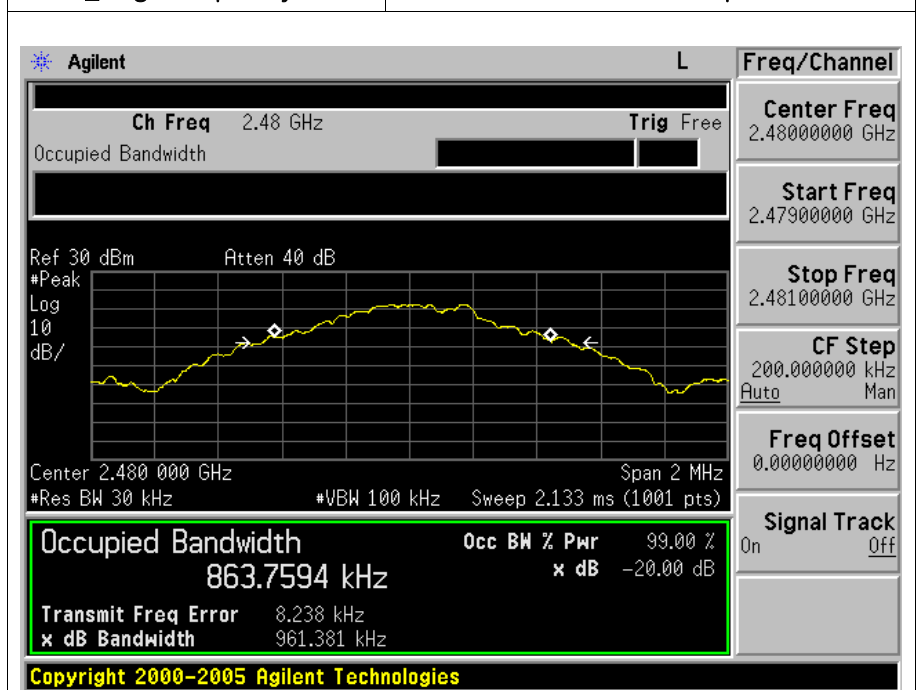 Agilent L Freq/Channel
Ch Freq 2.48 GHz Trig Free
Occupied Bandwidth
Center Freq
2.48000000 GHz
Start Freq
2.47900000 GHz
Stop Freq
2.48100000 GHz
CF Step
200.000000 kHz
Auto Man
Freq Offset
0.00000000 Hz
Signal Track
On Off
Ref 30 dBm Atten 40 dB
#Peak
Log
10
dB/
Center 2.480 000 GHz Span 2 MHz
#Res BW 30 kHz #VBW 100 kHz Sweep 2.133 ms (1001 pts)
Occupied Bandwidth Occ BW % Pwr 99.00 %
863.7594 kHz x dB -20.00 dB
Transmit Freq Error 8.238 kHz
x dB Bandwidth 961.381 kHz
Copyright 2000-2005 Agilent Technologies